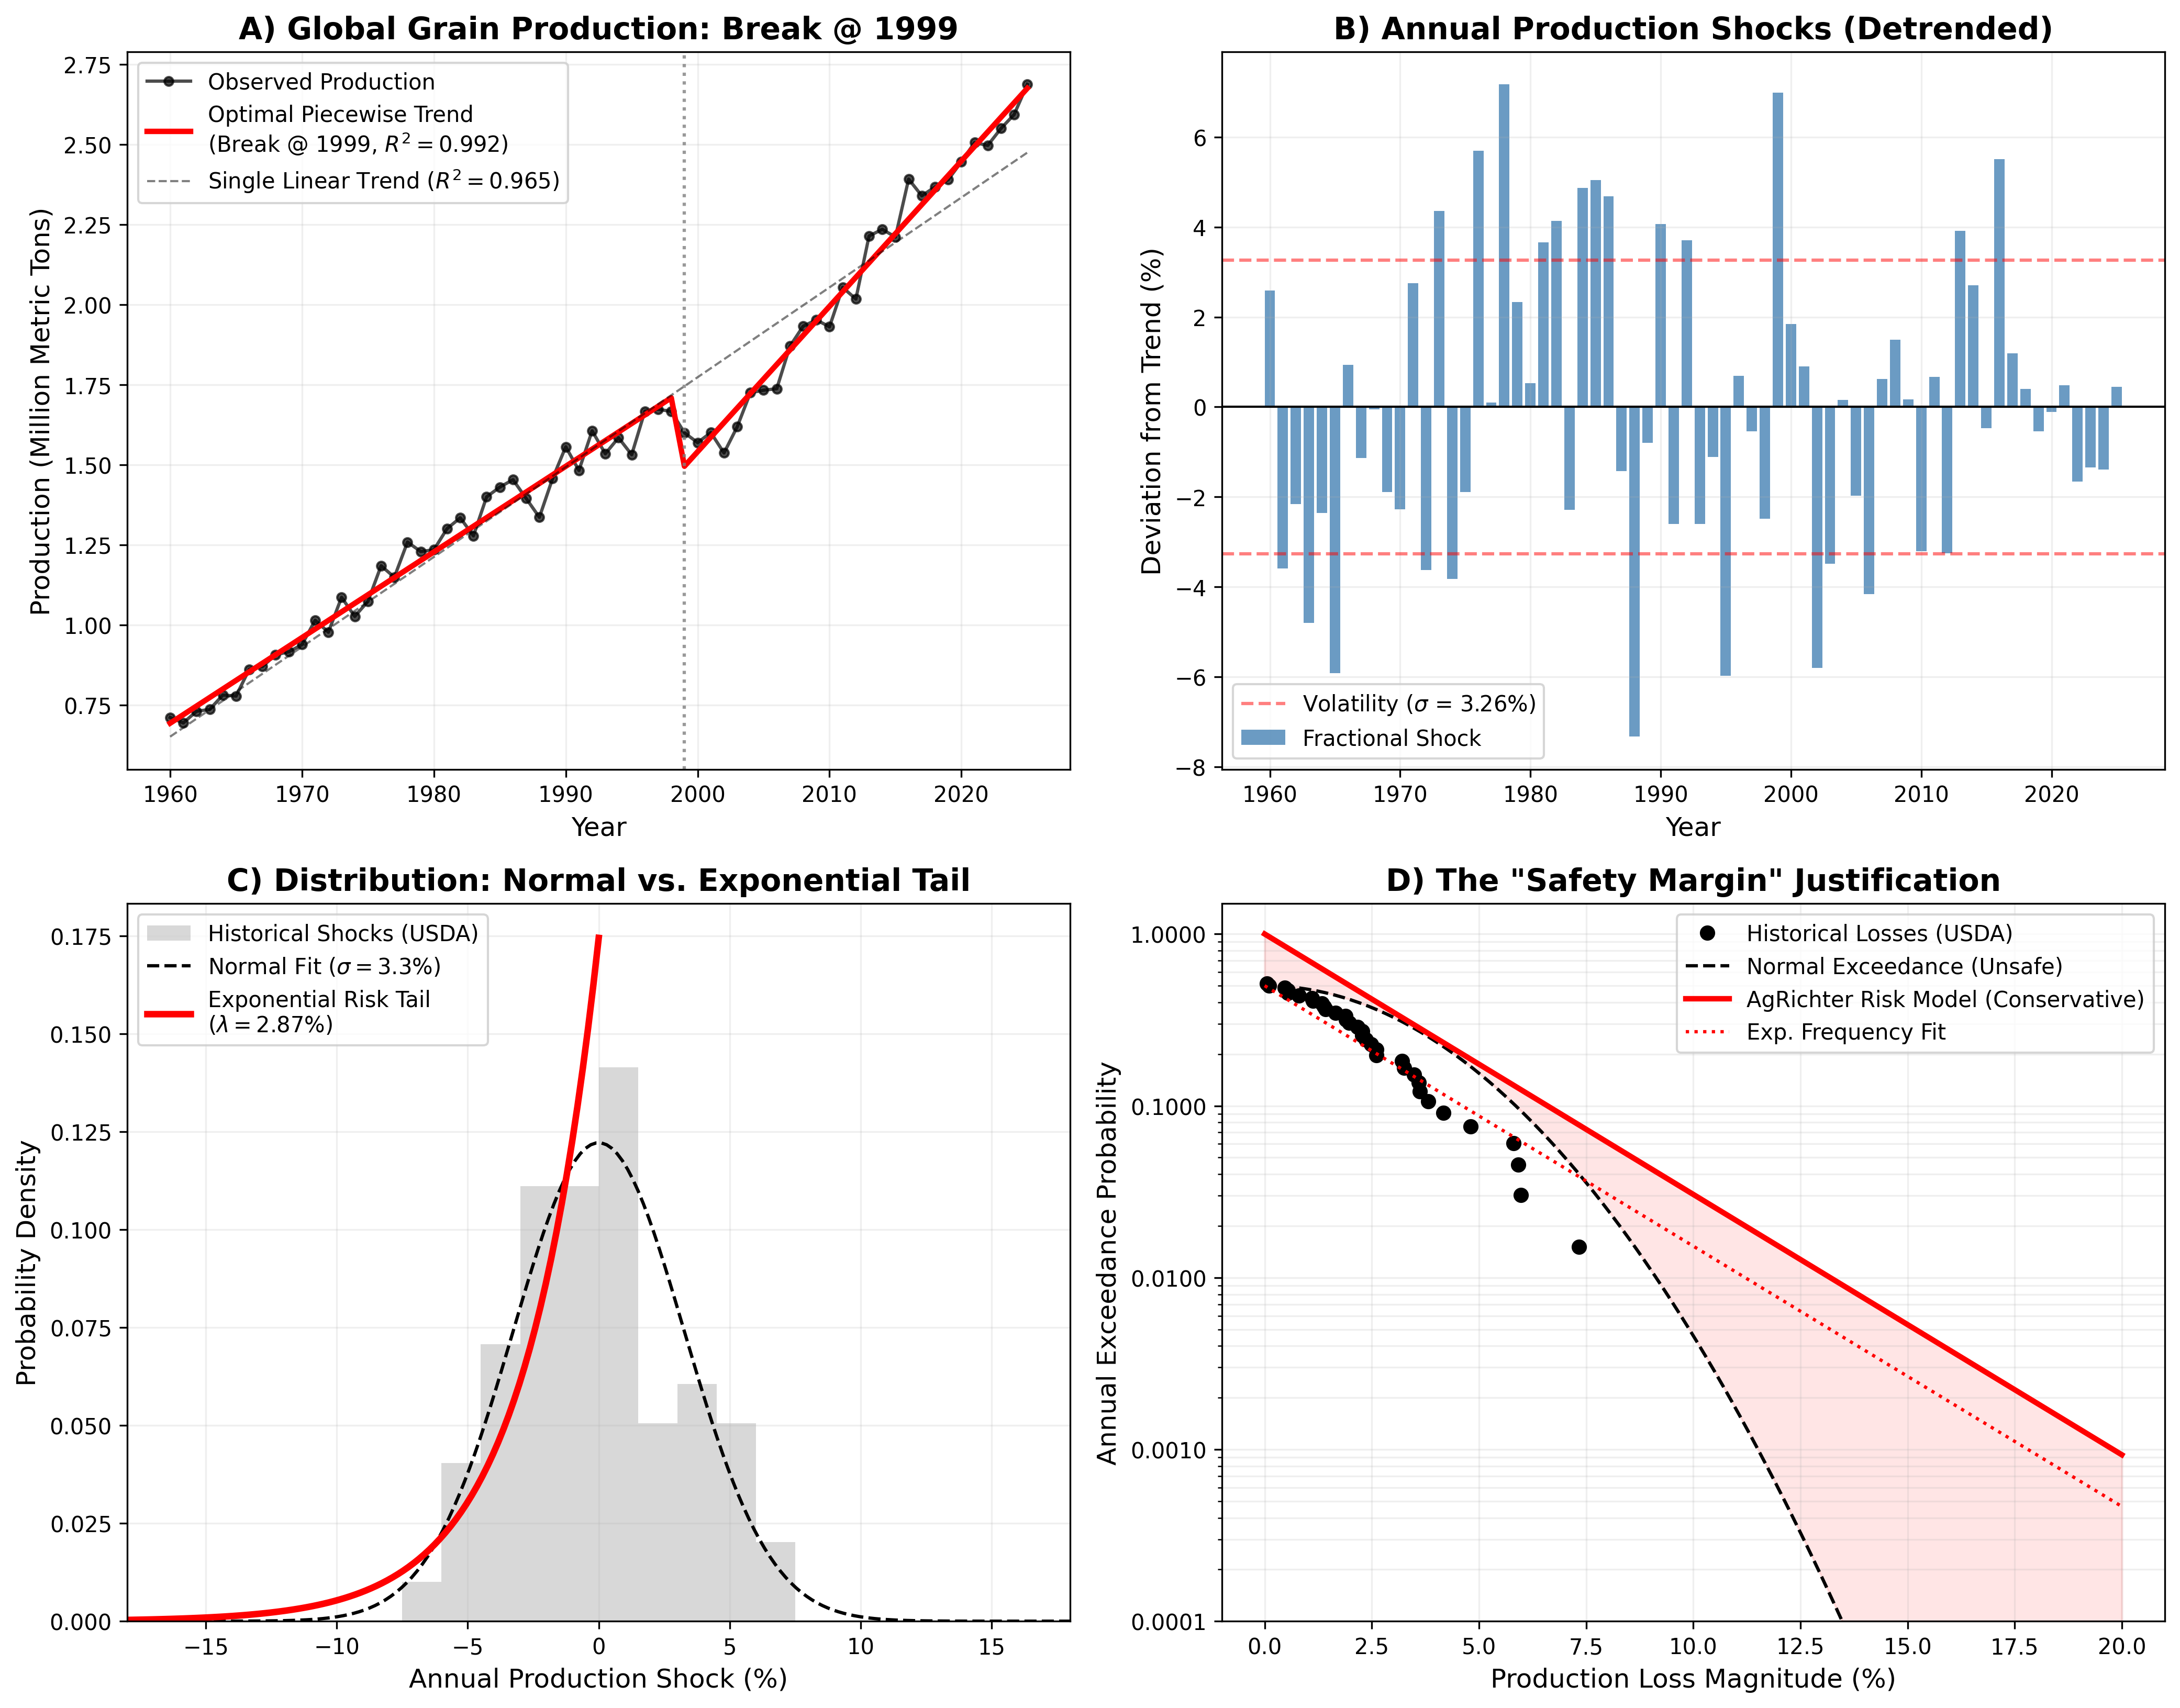 A) Global Grain Production: Break @ 1999
Observed Production
Optimal Piecewise Trend
(Break @ 1999, R² = 0.992)
Single Linear Trend (R² = 0.965)
Production (Million Metric Tons)
2.75
2.50
2.25
2.00
1.75
1.50
1.25
1.00
0.75
1960 1970 1980 1990 2000 2010 2020
Year
B) Annual Production Shocks (Detrended)
Deviation from Trend (%)
6
4
2
0
−2
−4
−6
−8
Volatility (σ = 3.26%)
Fractional Shock
1960 1970 1980 1990 2000 2010 2020
Year
C) Distribution: Normal vs. Exponential Tail
Historical Shocks (USDA)
Normal Fit (σ = 3.3%)
Exponential Risk Tail
(λ = 2.87%)
Probability Density
0.175
0.150
0.125
0.100
0.075
0.050
0.025
0.000
−15 −10 −5 0 5 10 15
Annual Production Shock (%)
D) The "Safety Margin" Justification
Historical Losses (USDA)
Normal Exceedance (Unsafe)
AgRichter Risk Model (Conservative)
Exp. Frequency Fit
Annual Exceedance Probability
1.0000
0.1000
0.0100
0.0010
0.0001
0.0 2.5 5.0 7.5 10.0 12.5 15.0 17.5 20.0
Production Loss Magnitude (%)